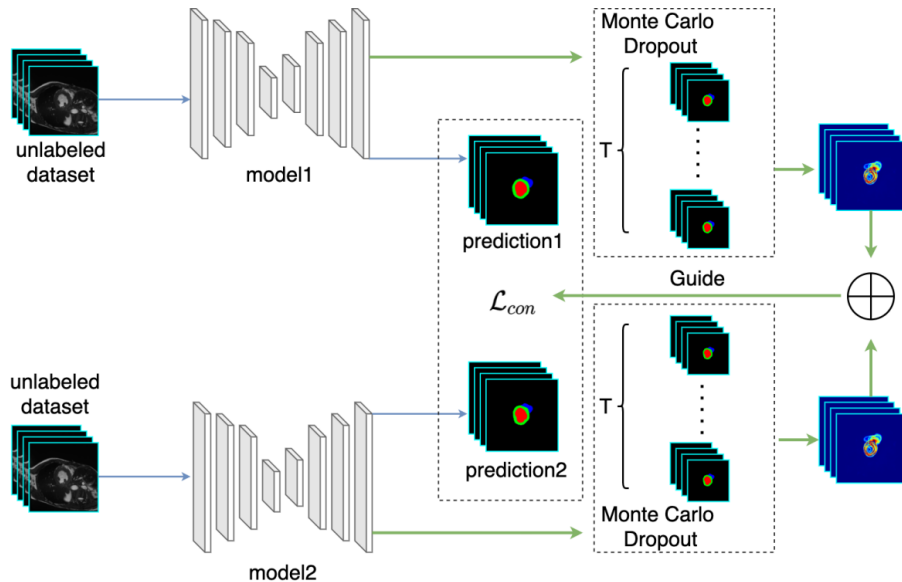 Monte Carlo
Dropout
unlabeled
dataset
model1
T
prediction1
Guide
𝓛con
unlabeled
dataset
T
prediction2
Monte Carlo
Dropout
model2